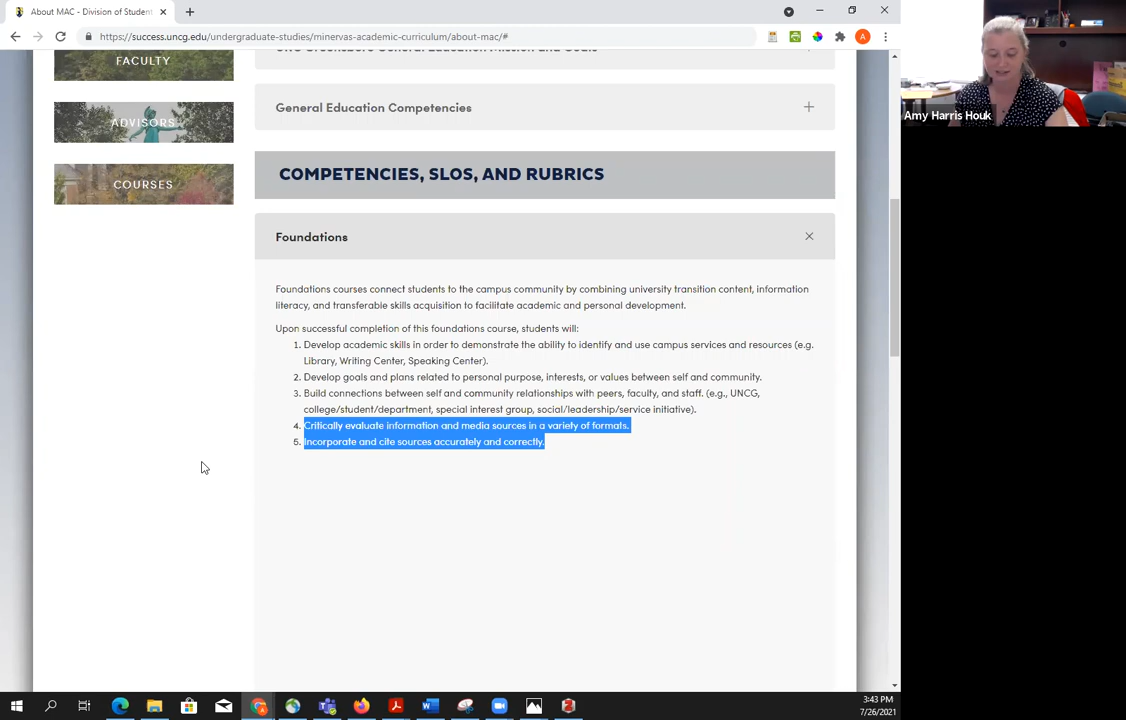 About MAC - Division of Student
https://success.uncg.edu/undergraduate-studies/minervas-academic-curriculum/about-mac/#
A
Amy Harris Houk
FACULTY
ADVISORS
COURSES
UNC Greensboro General Education Mission and Goals
General Education Competencies
COMPETENCIES, SLOS, AND RUBRICS
Foundations
Foundations courses connect students to the campus community by combining university transition content, information
literacy, and transferable skills acquisition to facilitate academic and personal development.
Upon successful completion of this foundations course, students will:
1. Develop academic skills in order to demonstrate the ability to identify and use campus services and resources (e.g.
Library, Writing Center, Speaking Center).
2. Develop goals and plans related to personal purpose, interests, or values between self and community.
3. Build connections between self and community relationships with peers, faculty, and staff. (e.g., UNCG,
college/student/department, special interest group, social/leadership/service initiative).
4. Critically evaluate information and media sources in a variety of formats.
5. Incorporate and cite sources accurately and correctly.
3:43 PM
7/26/2021